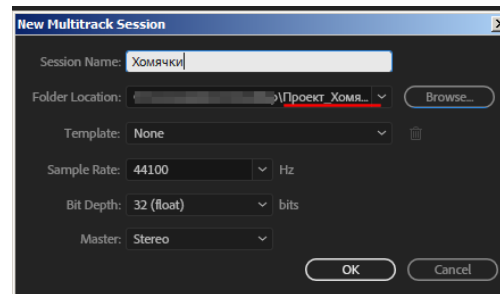 New Multitrack Session
Session Name: Хомячки
Folder Location: \Проект_Хомя... Browse...
Template: None
Sample Rate: 44100 Hz
Bit Depth: 32 (float) bits
Master: Stereo
OK Cancel